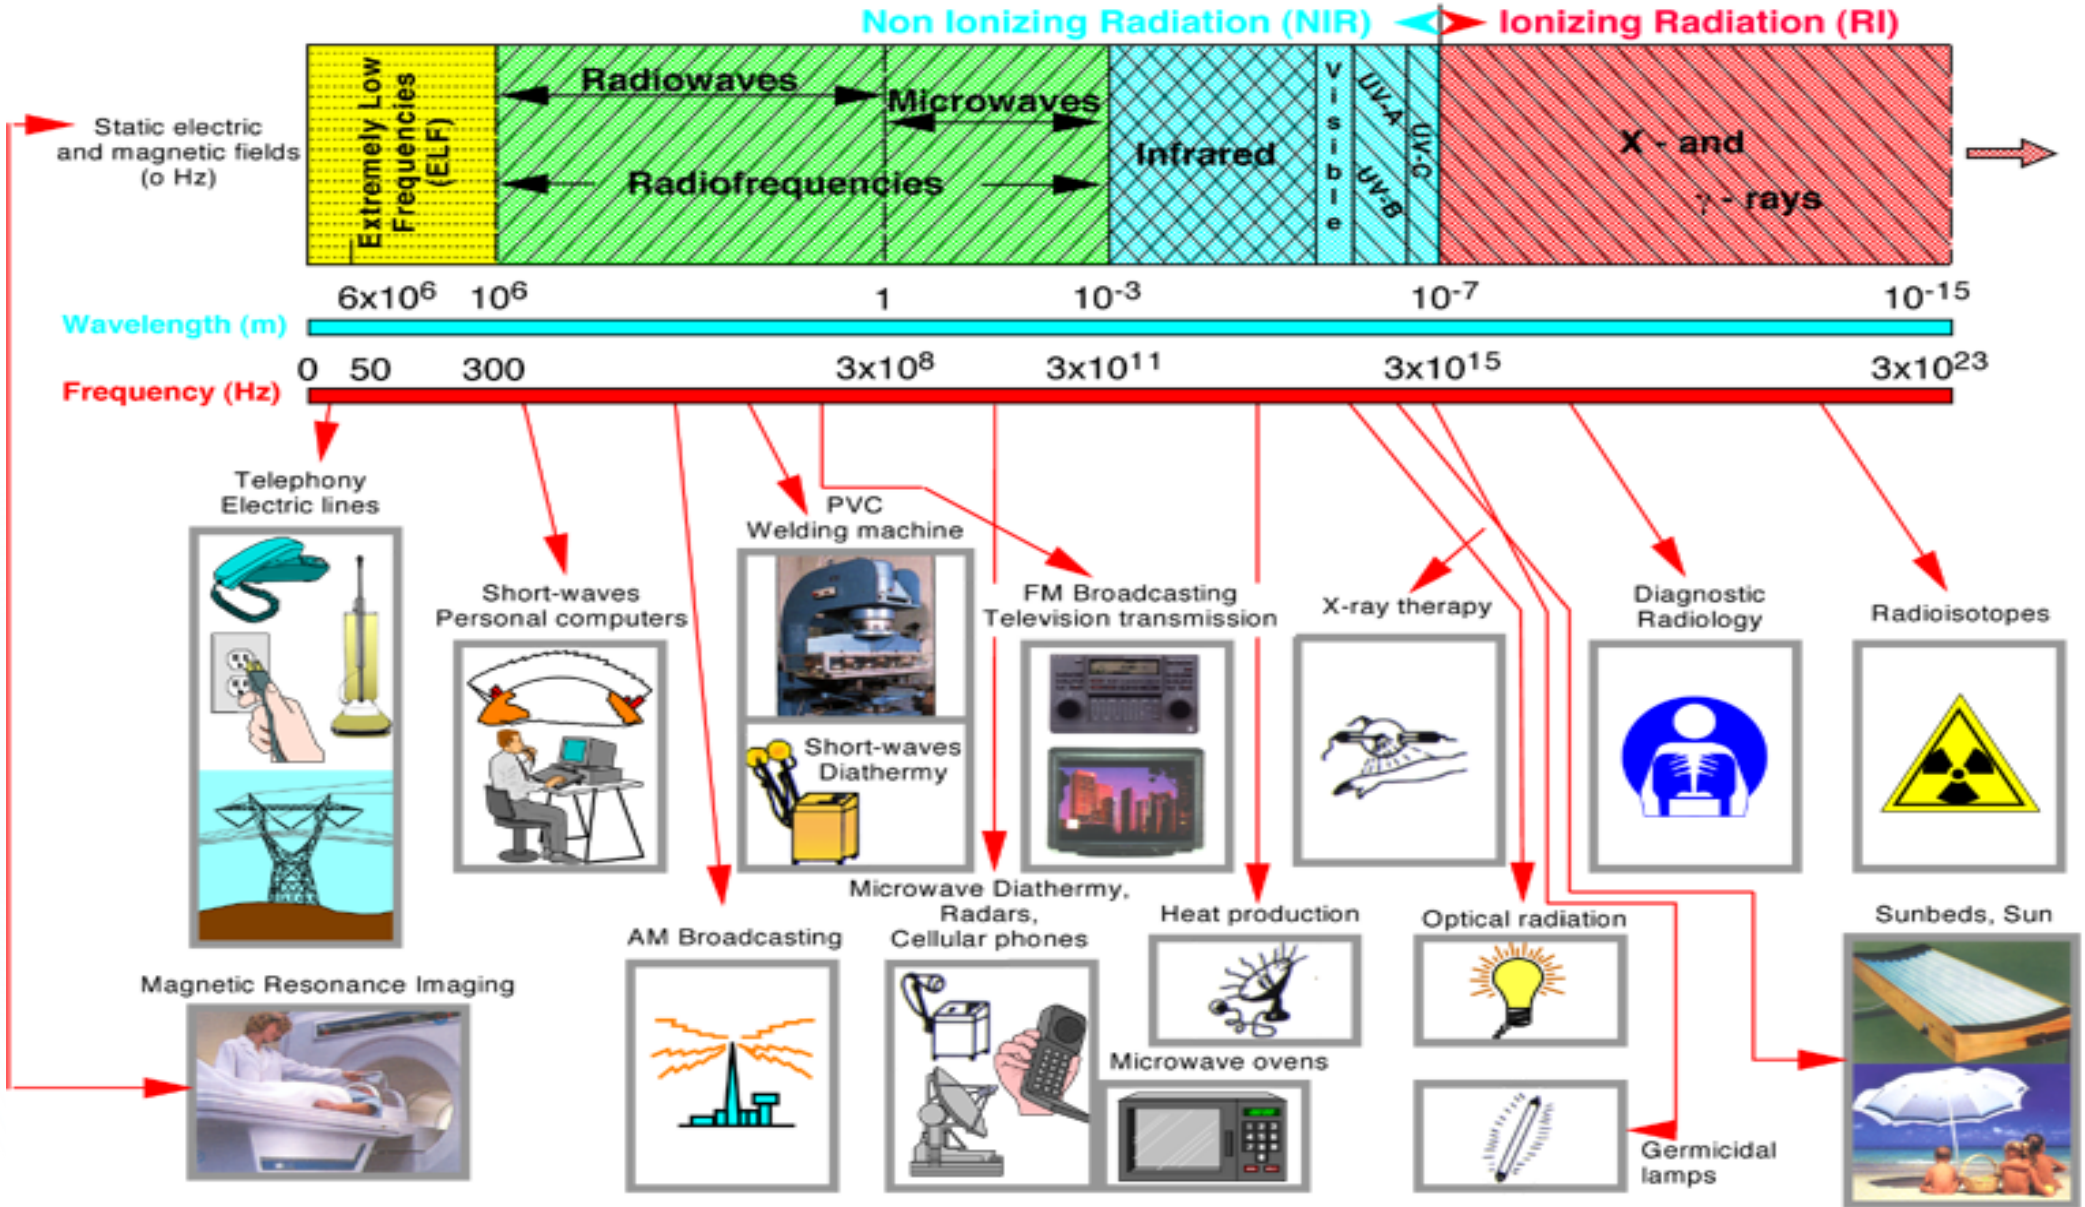 Non Ionizing Radiation (NIR)
Ionizing Radiation (RI)
Static electric
and magnetic fields
(o Hz)
Extremely Low
Frequencies
(ELF)
Radiowaves
Microwaves
Radiofrequencies
Infrared
Visible
UV-A
UV-B
UV-C
X - and
γ - rays
6x10⁶ 10⁶ 1 10⁻³ 10⁻⁷ 10⁻¹⁵
Wavelength (m)
0 50 300 3x10⁸ 3x10¹¹ 3x10¹⁵ 3x10²³
Frequency (Hz)
Telephony
Electric lines
Short-waves
Personal computers
PVC
Welding machine
Short-waves
Diathermy
FM Broadcasting
Television transmission
X-ray therapy
Diagnostic
Radiology
Radioisotopes
Magnetic Resonance Imaging
AM Broadcasting
Microwave Diathermy,
Radars,
Cellular phones
Heat production
Microwave ovens
Optical radiation
Germicidal
lamps
Sunbeds, Sun